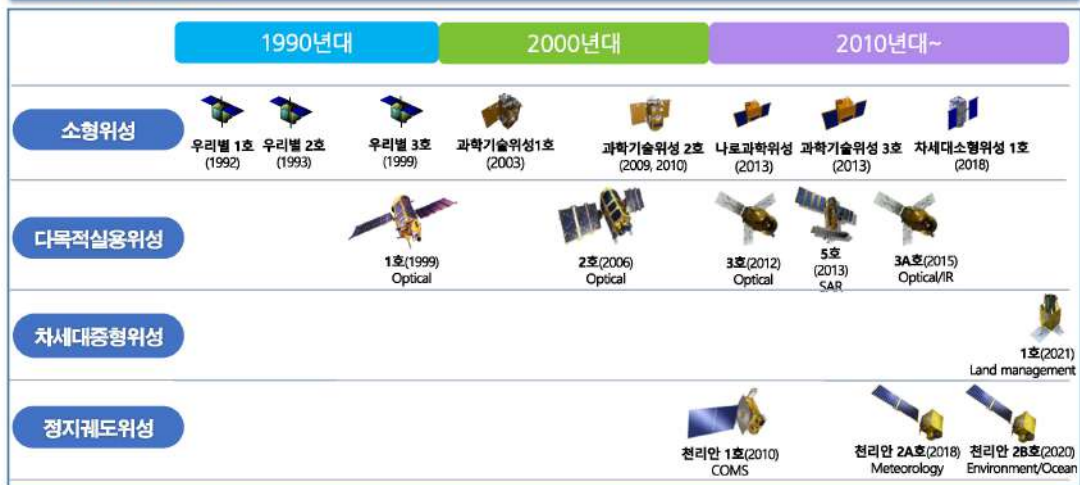 1990년대 2000년대 2010년대~
소형위성
우리별 1호 우리별 2호 우리별 3호 과학기술위성1호 과학기술위성 2호 나로과학위성 과학기술위성 3호 차세대소형위성 1호
(1992) (1993) (1999) (2003) (2009, 2010) (2013) (2013) (2018)
다목적실용위성
1호(1999) 2호(2006) 3호(2012) 5호 3A호(2015)
Optical Optical Optical (2013) Optical/IR
SAR
차세대중형위성
1호(2021)
Land management
정지궤도위성
천리안 1호(2010) 천리안 2A호(2018) 천리안 2B호(2020)
COMS Meteorology Environment/Ocean